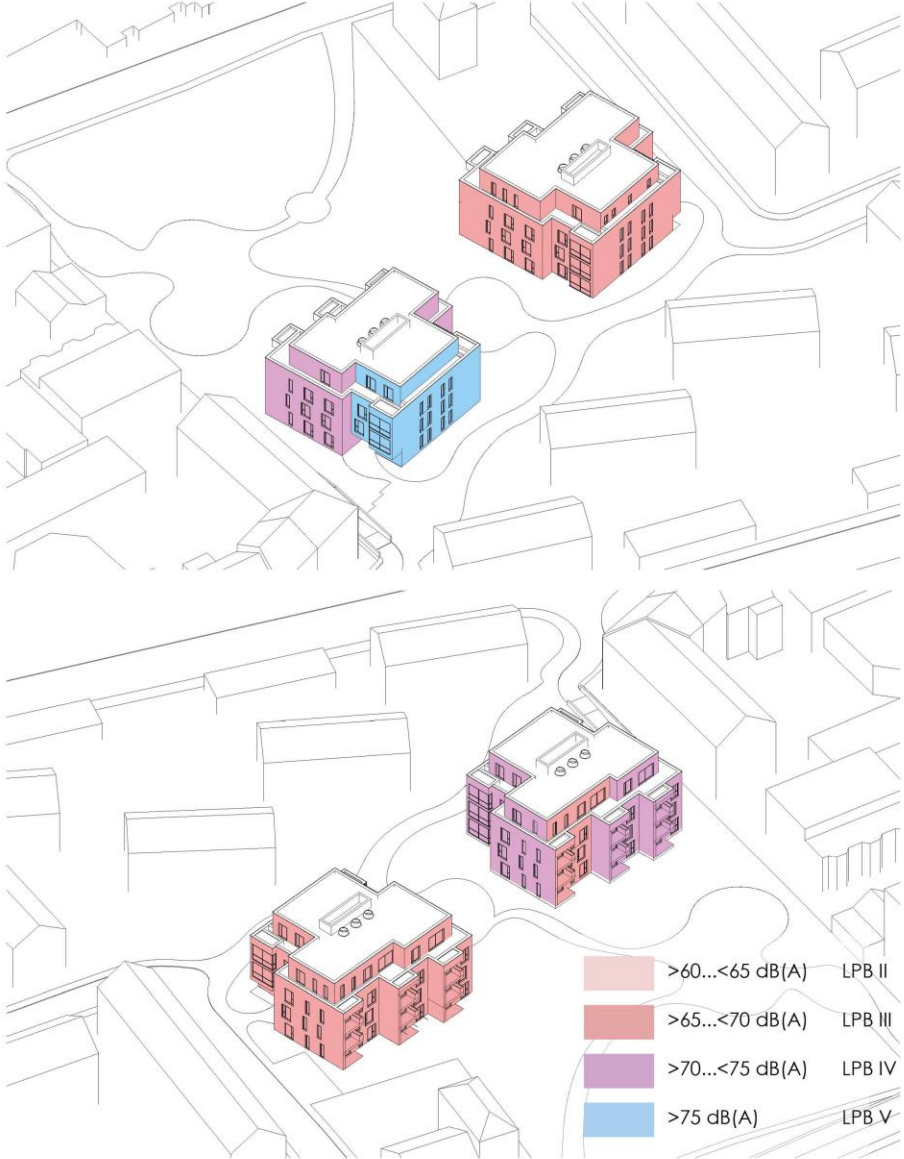 >60...<65 dB(A) LPB II
>65...<70 dB(A) LPB III
>70...<75 dB(A) LPB IV
>75 dB(A) LPB V